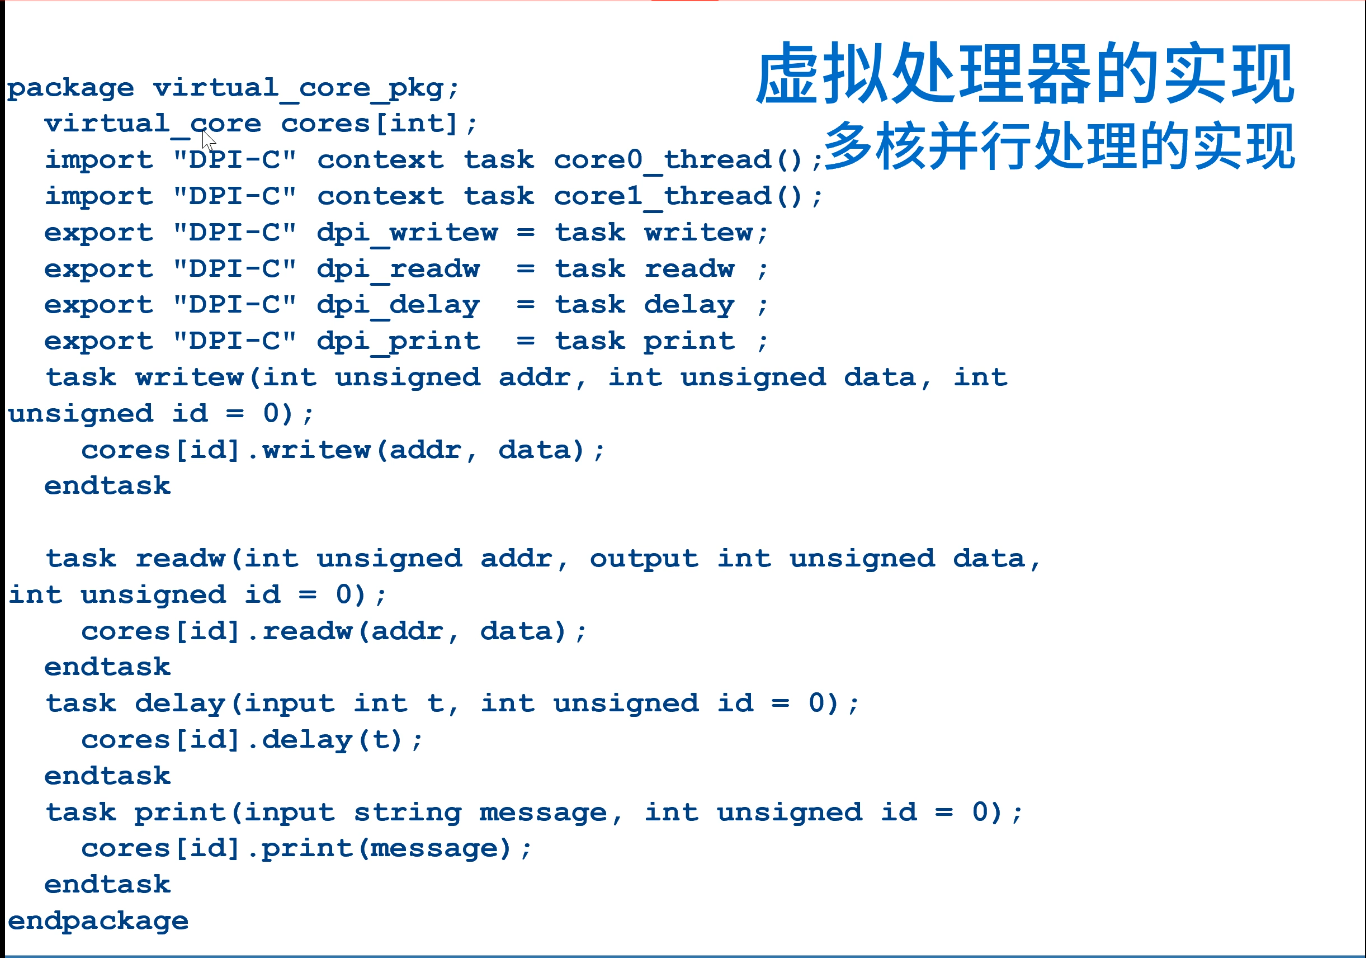 虚拟处理器的实现
多核并行处理的实现
package virtual_core_pkg;
  virtual_core cores[int];
  import "DPI-C" context task core0_thread();
  import "DPI-C" context task core1_thread();
  export "DPI-C" dpi_writew = task writew;
  export "DPI-C" dpi_readw  = task readw ;
  export "DPI-C" dpi_delay  = task delay ;
  export "DPI-C" dpi_print  = task print ;
  task writew(int unsigned addr, int unsigned data, int
unsigned id = 0);
    cores[id].writew(addr, data);
  endtask

  task readw(int unsigned addr, output int unsigned data,
int unsigned id = 0);
    cores[id].readw(addr, data);
  endtask
  task delay(input int t, int unsigned id = 0);
    cores[id].delay(t);
  endtask
  task print(input string message, int unsigned id = 0);
    cores[id].print(message);
  endtask
endpackage